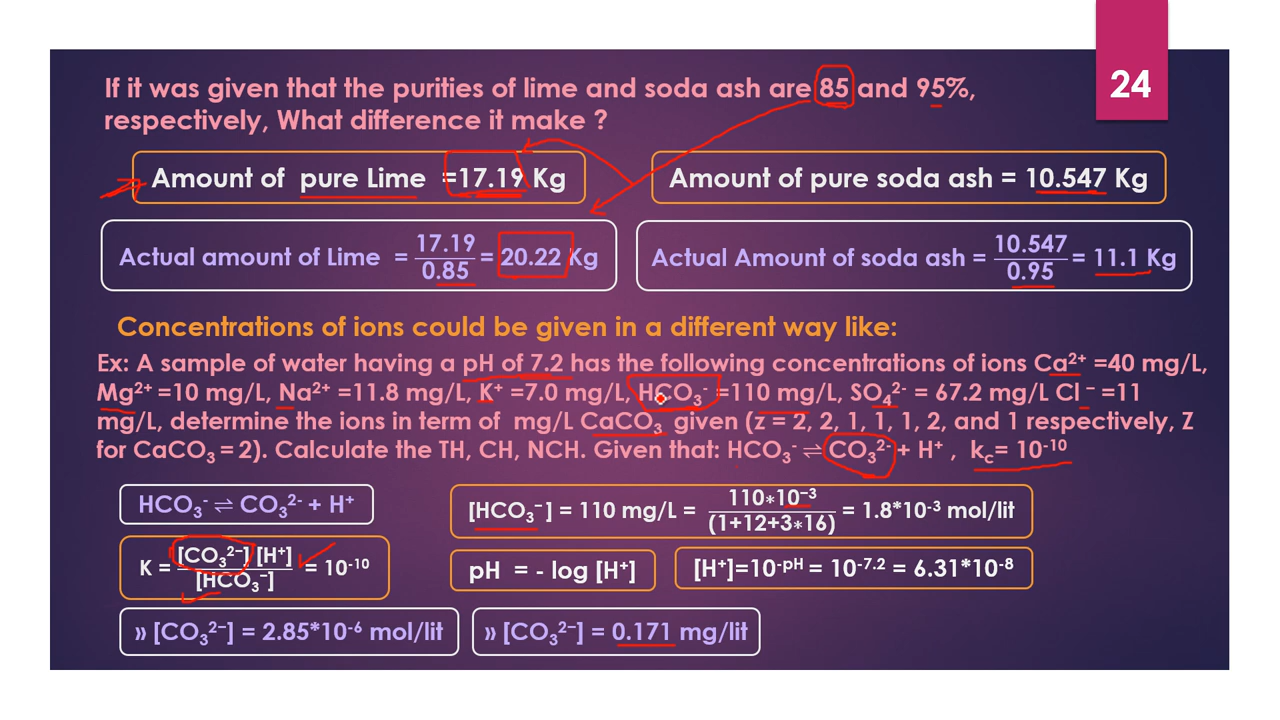 24
If it was given that the purities of lime and soda ash are 85 and 95%,
respectively, What difference it make ?
Amount of pure Lime =17.19 Kg
Amount of pure soda ash = 10.547 Kg
Actual amount of Lime = 17.19/0.85 = 20.22 Kg
Actual Amount of soda ash = 10.547/0.95 = 11.1 Kg
Concentrations of ions could be given in a different way like:
Ex: A sample of water having a pH of 7.2 has the following concentrations of ions Ca²⁺ =40 mg/L,
Mg²⁺ =10 mg/L, Na²⁺ =11.8 mg/L, K⁺ =7.0 mg/L, HCO₃⁻ =110 mg/L, SO₄²⁻ = 67.2 mg/L Cl ⁻ =11
mg/L, determine the ions in term of mg/L CaCO₃ given (z = 2, 2, 1, 1, 1, 2, and 1 respectively, Z
for CaCO₃ = 2). Calculate the TH, CH, NCH. Given that: HCO₃⁻ ⇌ CO₃²⁻ + H⁺ , k꜀= 10⁻¹⁰
HCO₃⁻ ⇌ CO₃²⁻ + H⁺
[HCO₃⁻] = 110 mg/L = 110∗10⁻³/(1+12+3∗16) = 1.8*10⁻³ mol/lit
K = [CO₃²⁻] [H⁺]/[HCO₃⁻] = 10⁻¹⁰
pH = - log [H⁺]
[H⁺]=10⁻ᵖᴴ = 10⁻⁷·² = 6.31*10⁻⁸
» [CO₃²⁻] = 2.85*10⁻⁶ mol/lit
» [CO₃²⁻] = 0.171 mg/lit